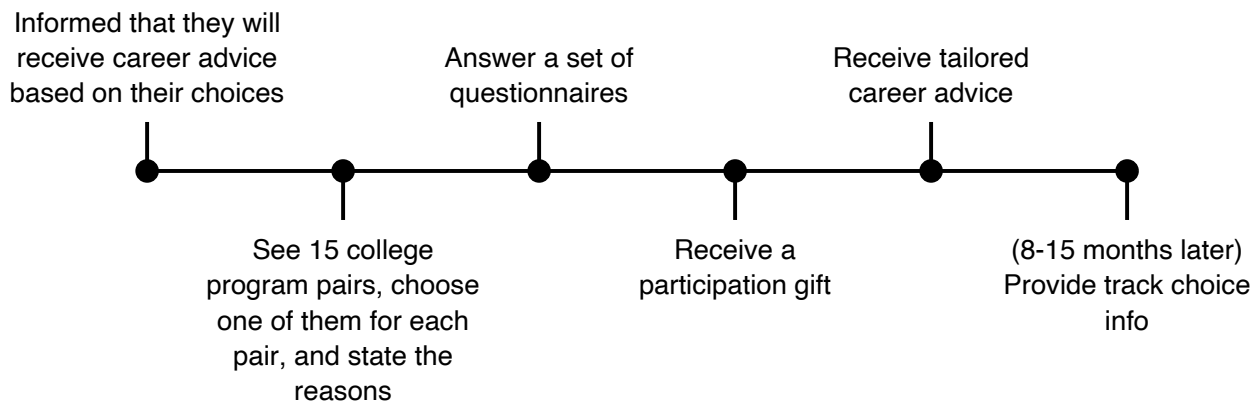 Informed that they will
receive career advice
based on their choices
See 15 college
program pairs, choose
one of them for each
pair, and state the
reasons
Answer a set of
questionnaires
Receive a
participation gift
Receive tailored
career advice
(8-15 months later)
Provide track choice
info